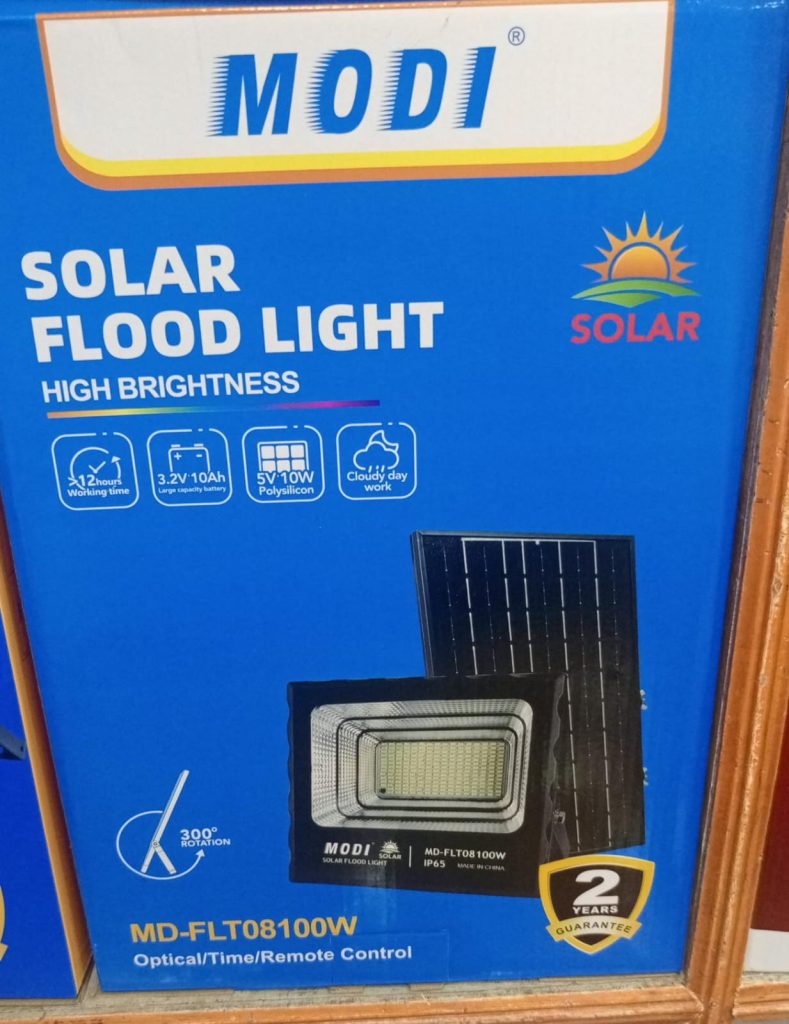 MODI ®
SOLAR
FLOOD LIGHT
HIGH BRIGHTNESS
SOLAR
>12hours
Working time
3.2V 10Ah
Large capacity battery
5V 10W
Polysilicon
Cloudy day
work
300°
ROTATION
MODI SOLAR
SOLAR FLOOD LIGHT
MD-FLT08100W
IP65 MADE IN CHINA
2
YEARS
GUARANTEE
MD-FLT08100W
Optical/Time/Remote Control